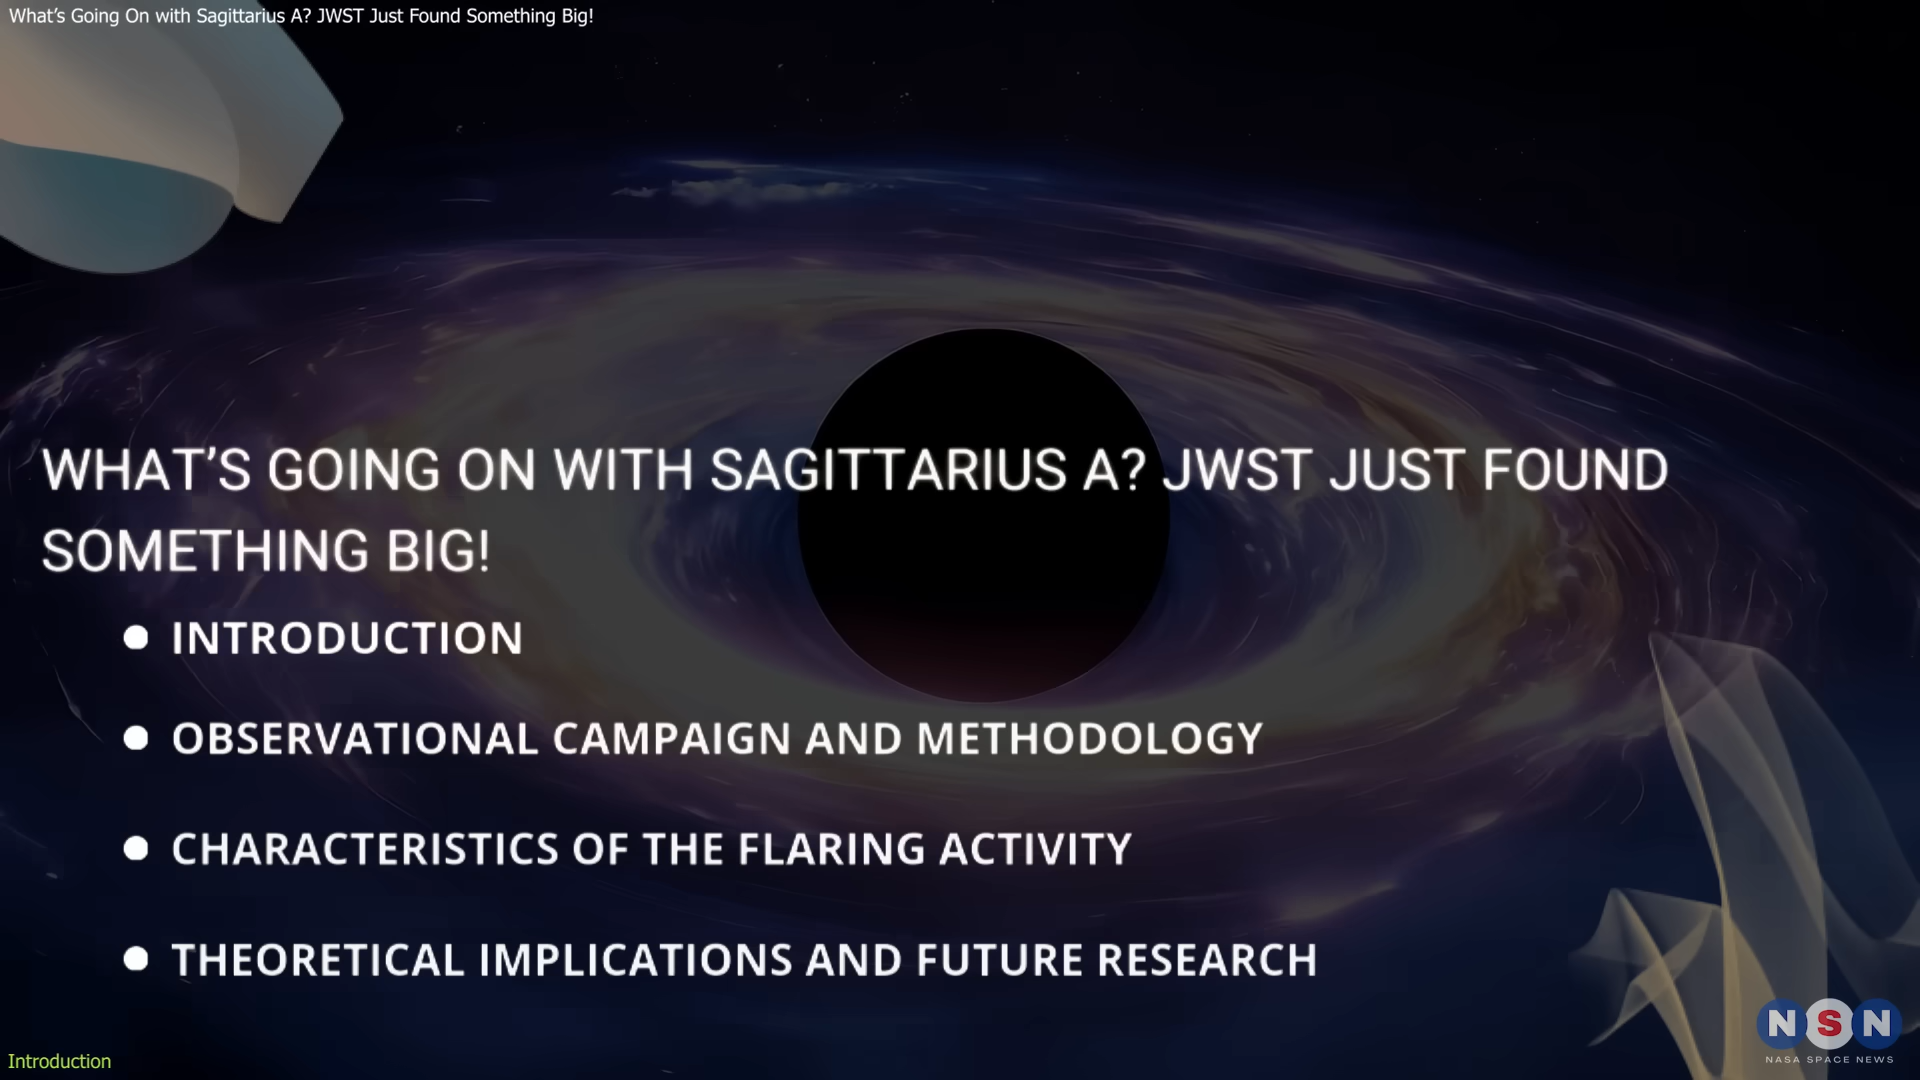 What’s Going On with Sagittarius A? JWST Just Found Something Big!
WHAT’S GOING ON WITH SAGITTARIUS A? JWST JUST FOUND
SOMETHING BIG!
● INTRODUCTION
● OBSERVATIONAL CAMPAIGN AND METHODOLOGY
● CHARACTERISTICS OF THE FLARING ACTIVITY
● THEORETICAL IMPLICATIONS AND FUTURE RESEARCH
NSN
NASA SPACE NEWS
Introduction